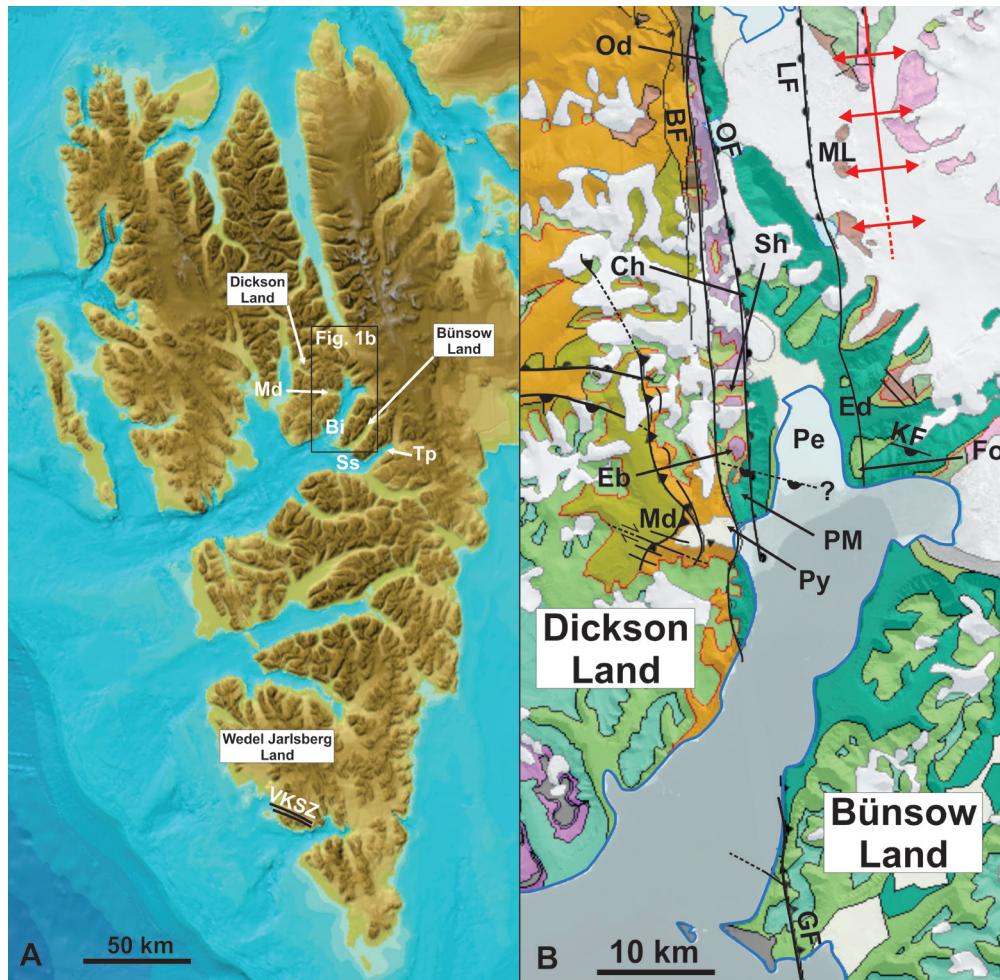 Dickson
Land
Fig. 1b
Bünsow
Land
Md
Bi
Ss
Tp
Wedel Jarlsberg
Land
VKSZ
A
50 km
Od
BF
OF
LF
ML
Ch
Sh
Ed
KF
Fo
Pe
Eb
?
Md
PM
Py
Dickson
Land
Bünsow
Land
GF
B
10 km